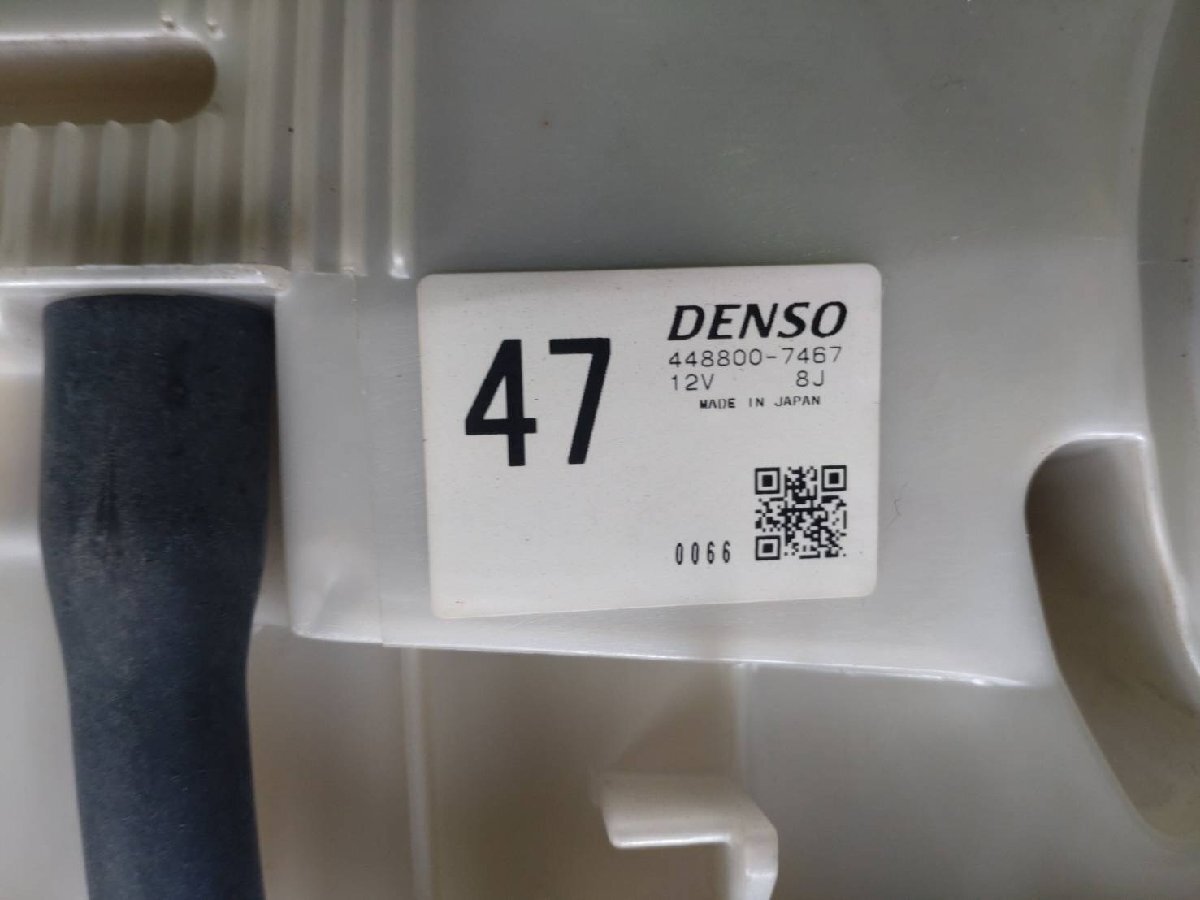 47
DENSO
448800-7467
12V 8J
MADE IN JAPAN
0066